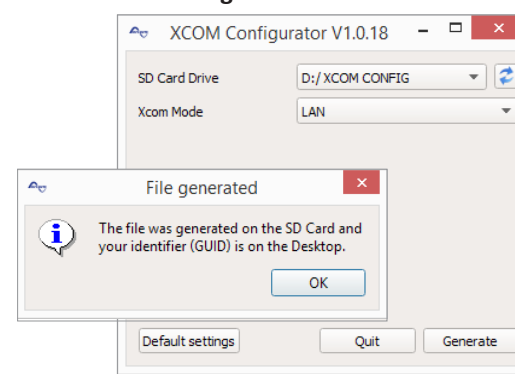 XCOM Configurator V1.0.18
SD Card Drive D:/ XCOM CONFIG
Xcom Mode LAN
File generated
The file was generated on the SD Card and
your identifier (GUID) is on the Desktop.
OK
Default settings Quit Generate